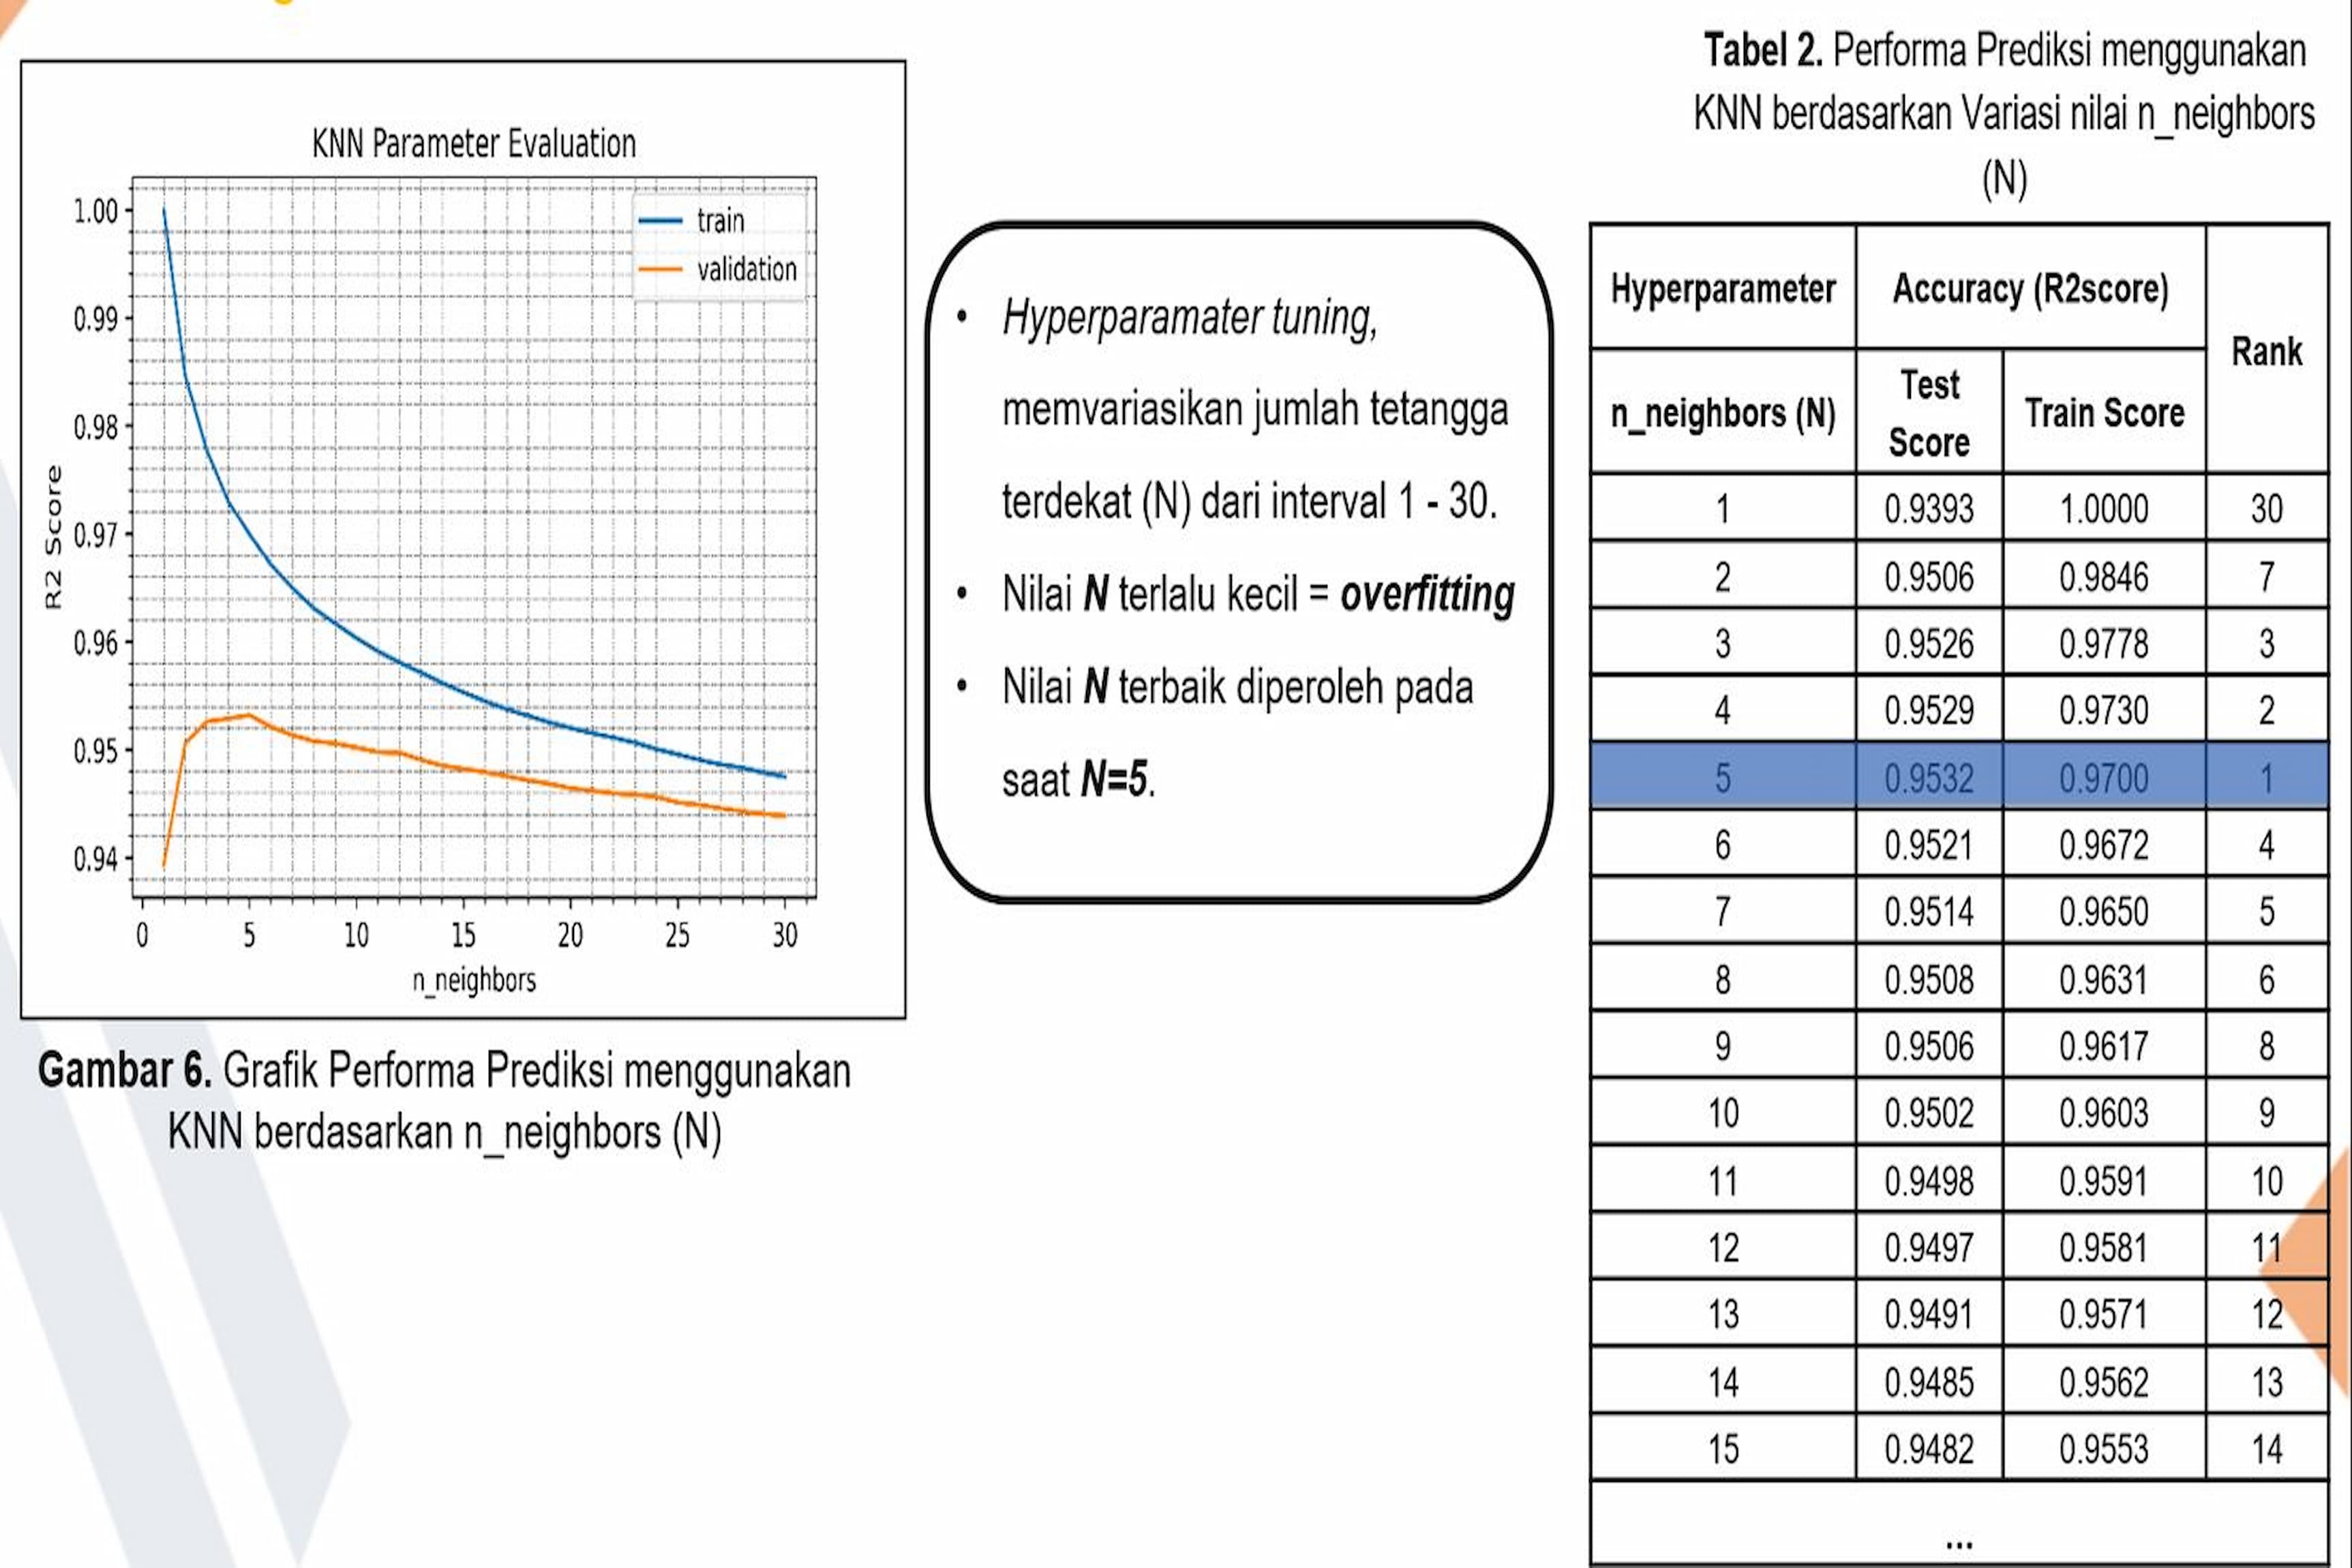 KNN Parameter Evaluation
train
validation
1.00
0.99
0.98
0.97
0.96
0.95
0.94
R2 Score
0 5 10 15 20 25 30
n_neighbors
Gambar 6. Grafik Performa Prediksi menggunakan
KNN berdasarkan n_neighbors (N)
• Hyperparamater tuning,
memvariasikan jumlah tetangga
terdekat (N) dari interval 1 - 30.
• Nilai N terlalu kecil = overfitting
• Nilai N terbaik diperoleh pada
saat N=5.
Tabel 2. Performa Prediksi menggunakan
KNN berdasarkan Variasi nilai n_neighbors
(N)
Hyperparameter Accuracy (R2score) Rank
n_neighbors (N) Test Score Train Score
1 0.9393 1.0000 30
2 0.9506 0.9846 7
3 0.9526 0.9778 3
4 0.9529 0.9730 2
5 0.9532 0.9700 1
6 0.9521 0.9672 4
7 0.9514 0.9650 5
8 0.9508 0.9631 6
9 0.9506 0.9617 8
10 0.9502 0.9603 9
11 0.9498 0.9591 10
12 0.9497 0.9581 11
13 0.9491 0.9571 12
14 0.9485 0.9562 13
15 0.9482 0.9553 14
...